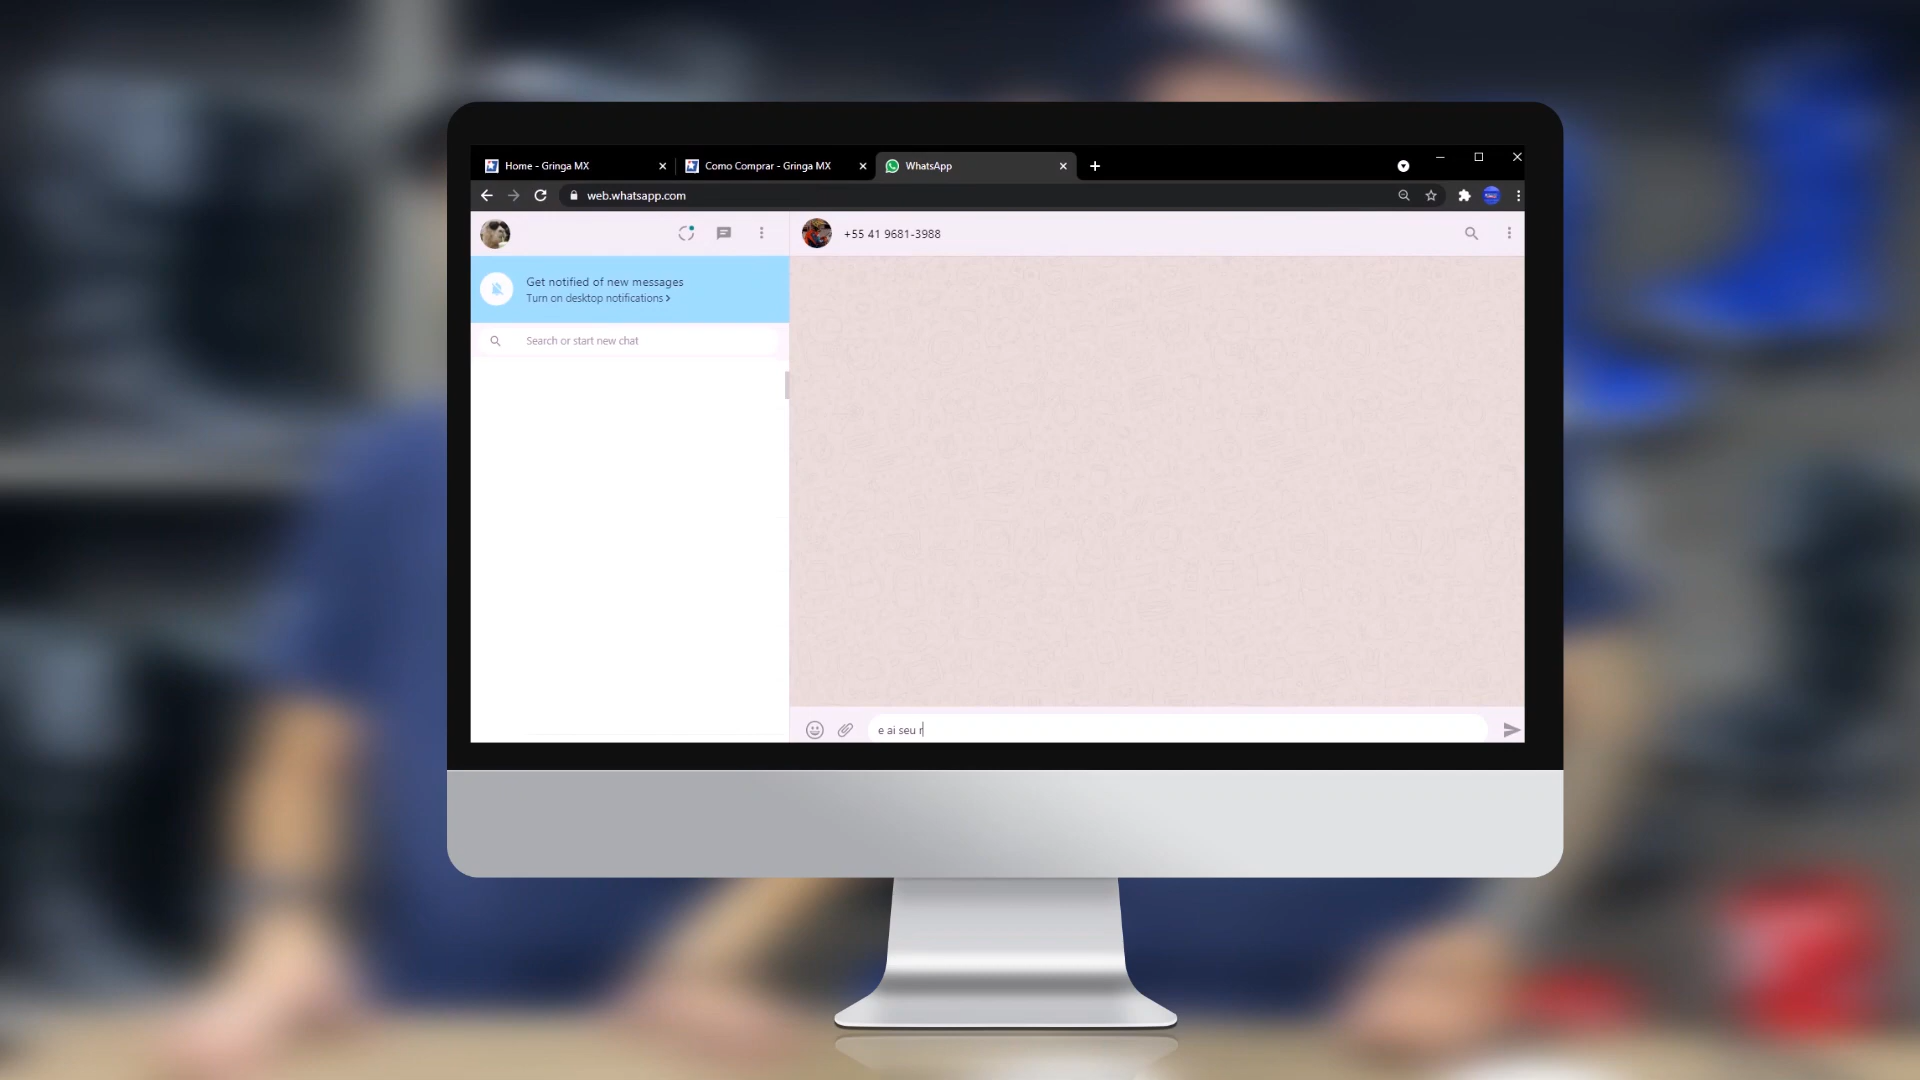 Home - Gringa MX
Como Comprar - Gringa MX
WhatsApp
web.whatsapp.com
+55 41 9681-3988
Get notified of new messages
Turn on desktop notifications
Search or start new chat
e ai seu r